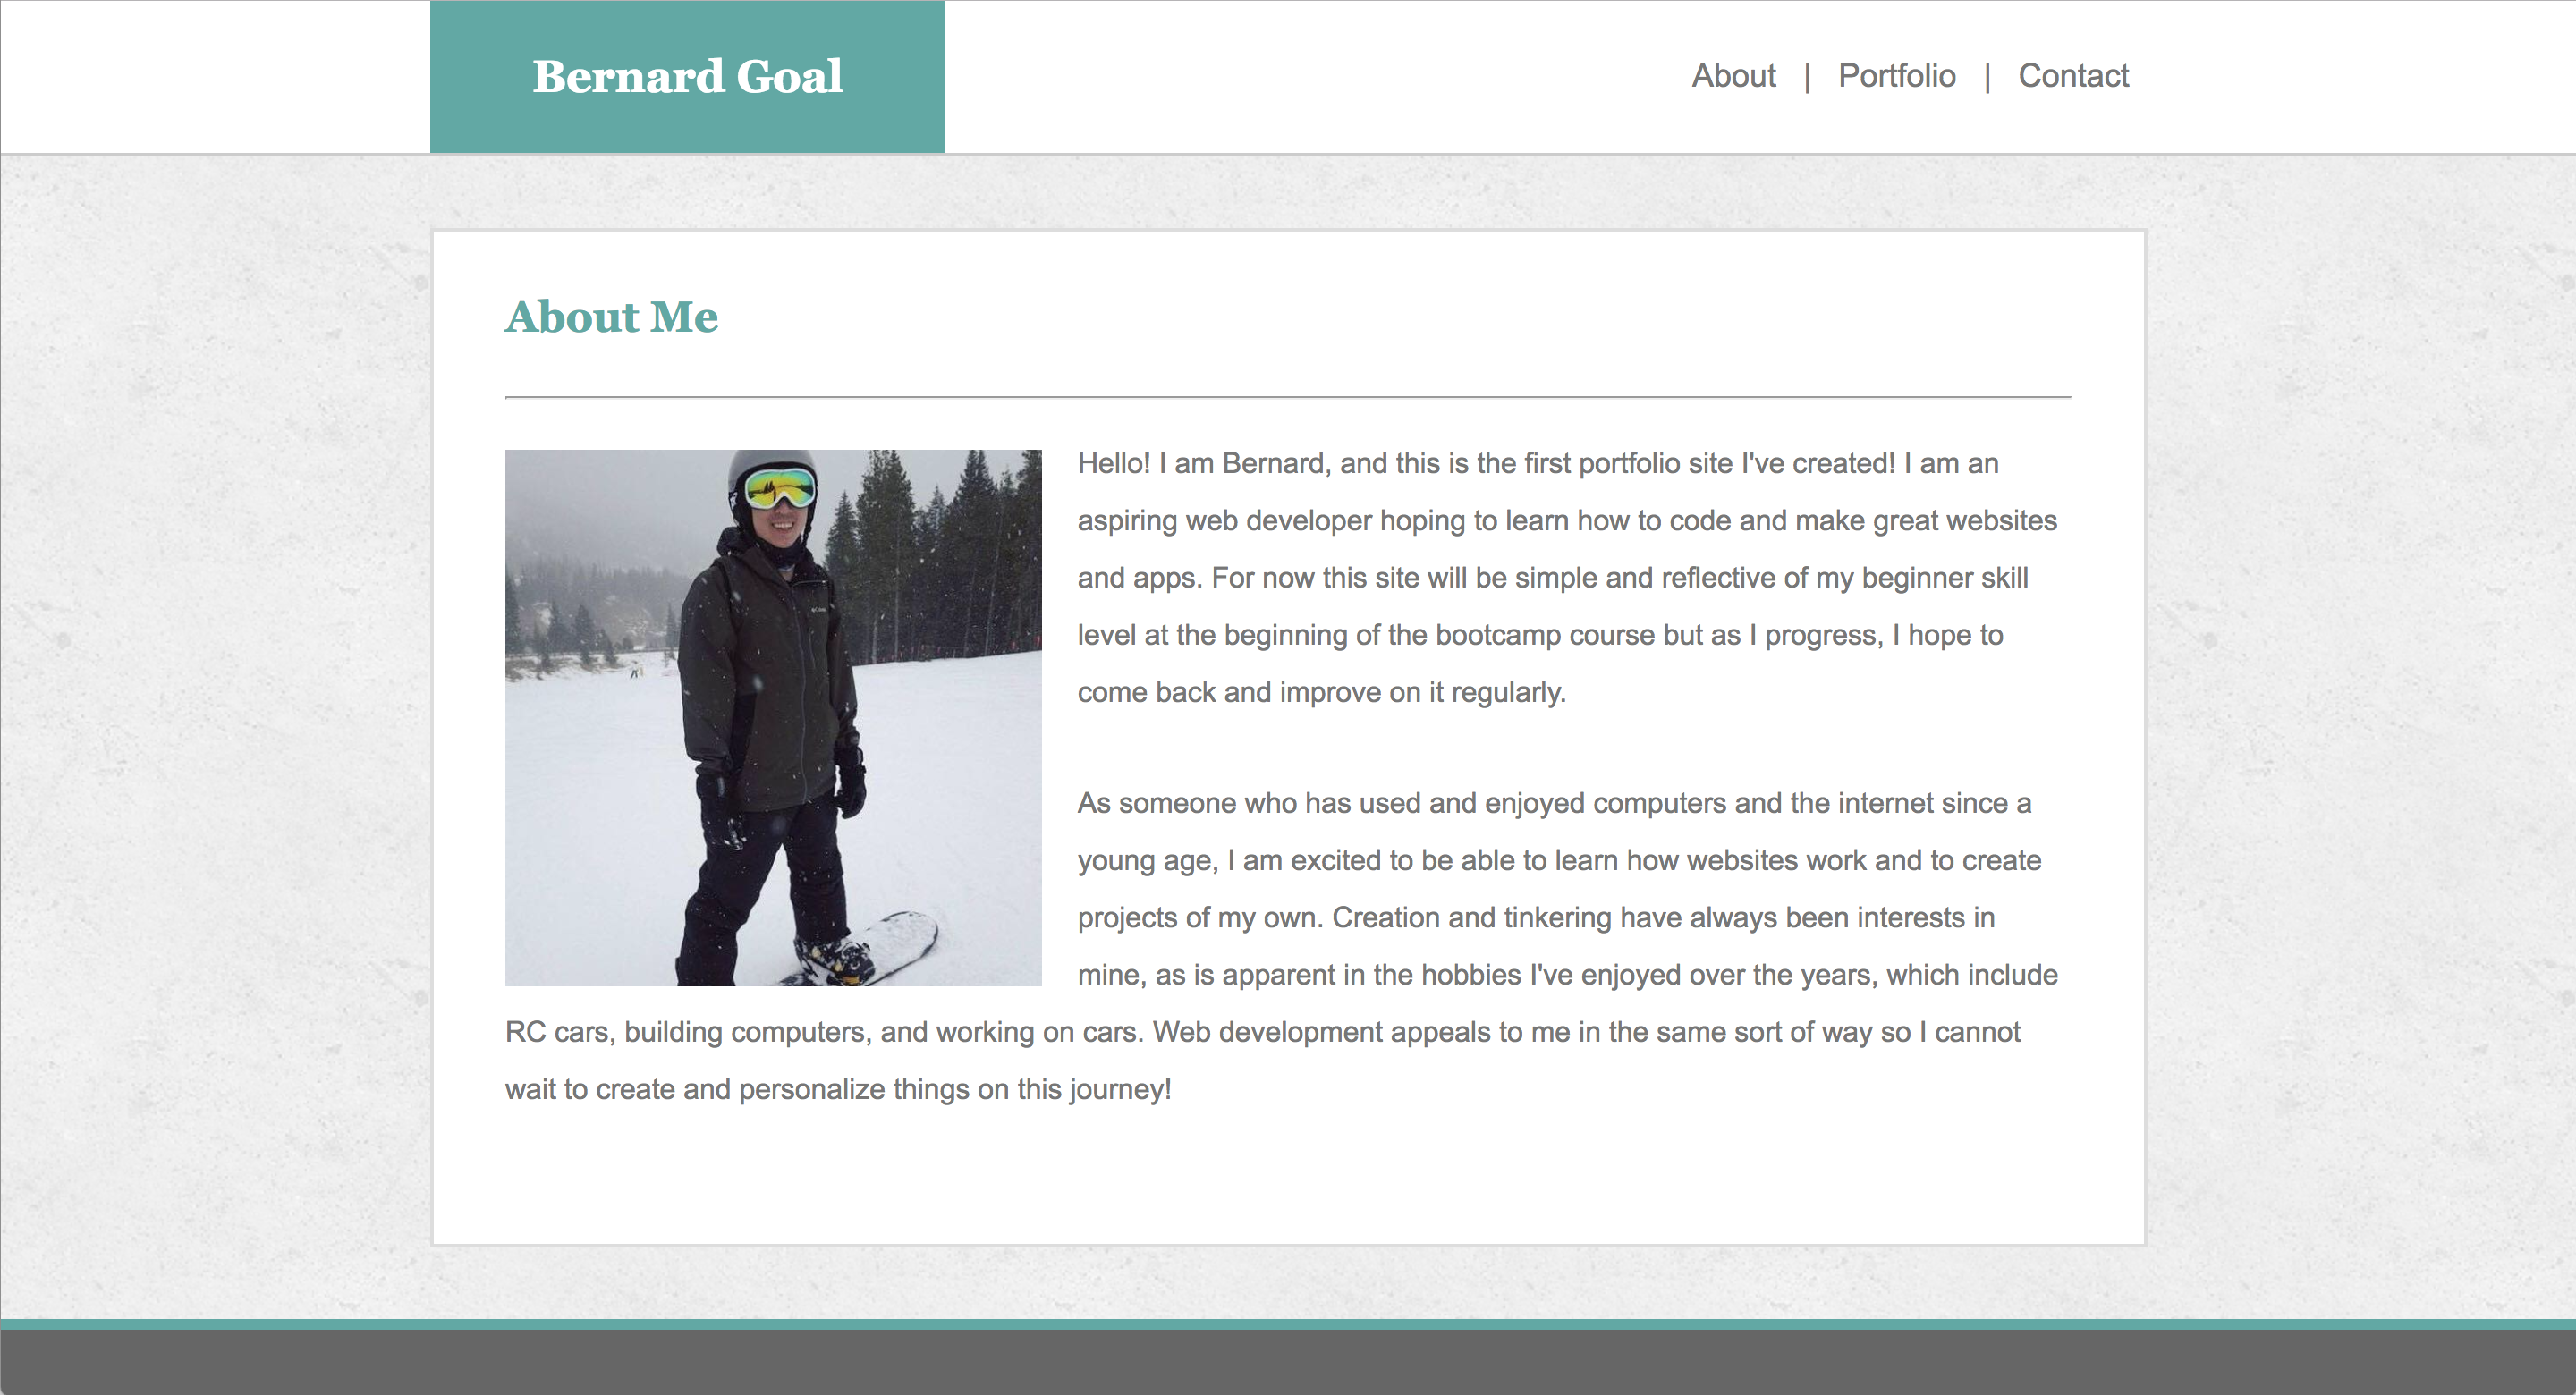 Bernard Goal
About | Portfolio | Contact
About Me
Hello! I am Bernard, and this is the first portfolio site I've created! I am an
aspiring web developer hoping to learn how to code and make great websites
and apps. For now this site will be simple and reflective of my beginner skill
level at the beginning of the bootcamp course but as I progress, I hope to
come back and improve on it regularly.
As someone who has used and enjoyed computers and the internet since a
young age, I am excited to be able to learn how websites work and to create
projects of my own. Creation and tinkering have always been interests in
mine, as is apparent in the hobbies I've enjoyed over the years, which include
RC cars, building computers, and working on cars. Web development appeals to me in the same sort of way so I cannot
wait to create and personalize things on this journey!